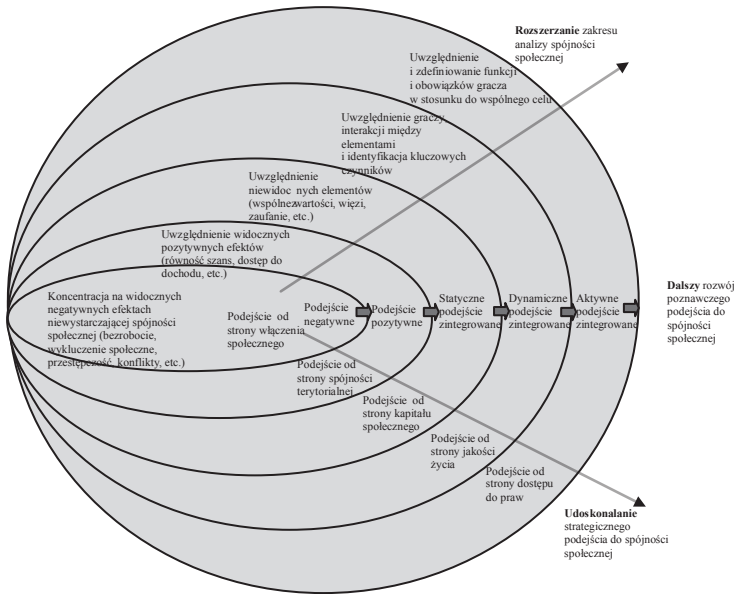 Rozszerzanie zakresu
analizy spójności
społecznej
Uwzględnienie
i zdefiniowanie funkcji
i obowiązków gracza
w stosunku do wspólnego celu
Uwzględnienie graczy,
interakcji między
elementami
i identyfikacja kluczowych
czynników
Uwzględnienie
niewidocznych elementów
(wspólne wartości, więzi,
zaufanie, etc.)
Uwzględnienie widocznych
pozytywnych efektów
(równość szans, dostęp do
dochodu, etc.)
Koncentracja na widocznych
negatywnych efektach
niewystarczającej spójności
społecznej (bezrobocie,
wykluczenie społeczne,
przestępczość, konflikty, etc.)
Podejście od
strony włączenia
społecznego
Podejście
negatywne
Podejście
pozytywne
Statyczne
podejście
zintegrowane
Dynamiczne
podejście
zintegrowane
Aktywne
podejście
zintegrowane
Dalszy rozwój
poznawczego
podejścia do
spójności
społecznej
Podejście od
strony spójności
terytorialnej
Podejście od
strony kapitału
społecznego
Podejście od
strony jakości
życia
Podejście od
strony dostępu
do praw
Udoskonalanie
strategicznego
podejścia do spójności
społecznej